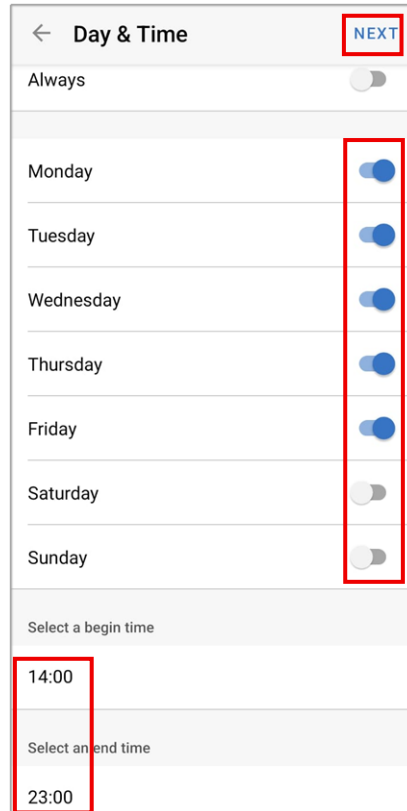 Day & Time NEXT
Always
Monday
Tuesday
Wednesday
Thursday
Friday
Saturday
Sunday
Select a begin time
14:00
Select an end time
23:00